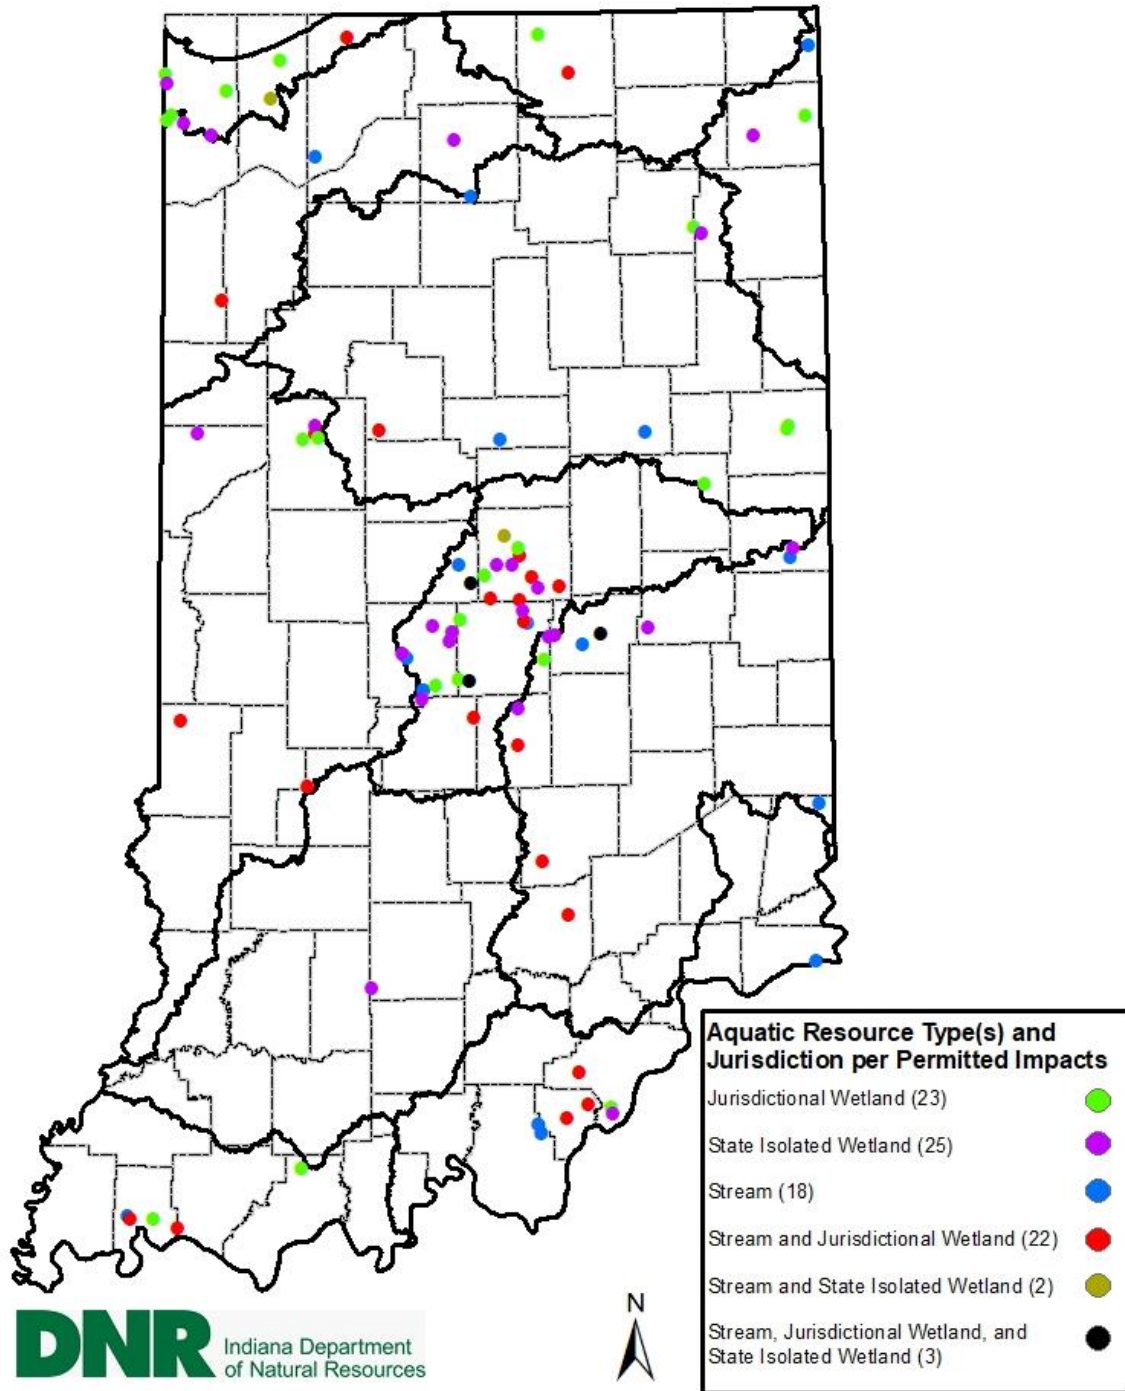 Aquatic Resource Type(s) and
Jurisdiction per Permitted Impacts
Jurisdictional Wetland (23)
State Isolated Wetland (25)
Stream (18)
Stream and Jurisdictional Wetland (22)
Stream and State Isolated Wetland (2)
Stream, Jurisdictional Wetland, and
State Isolated Wetland (3)
N
DNR
Indiana Department
of Natural Resources